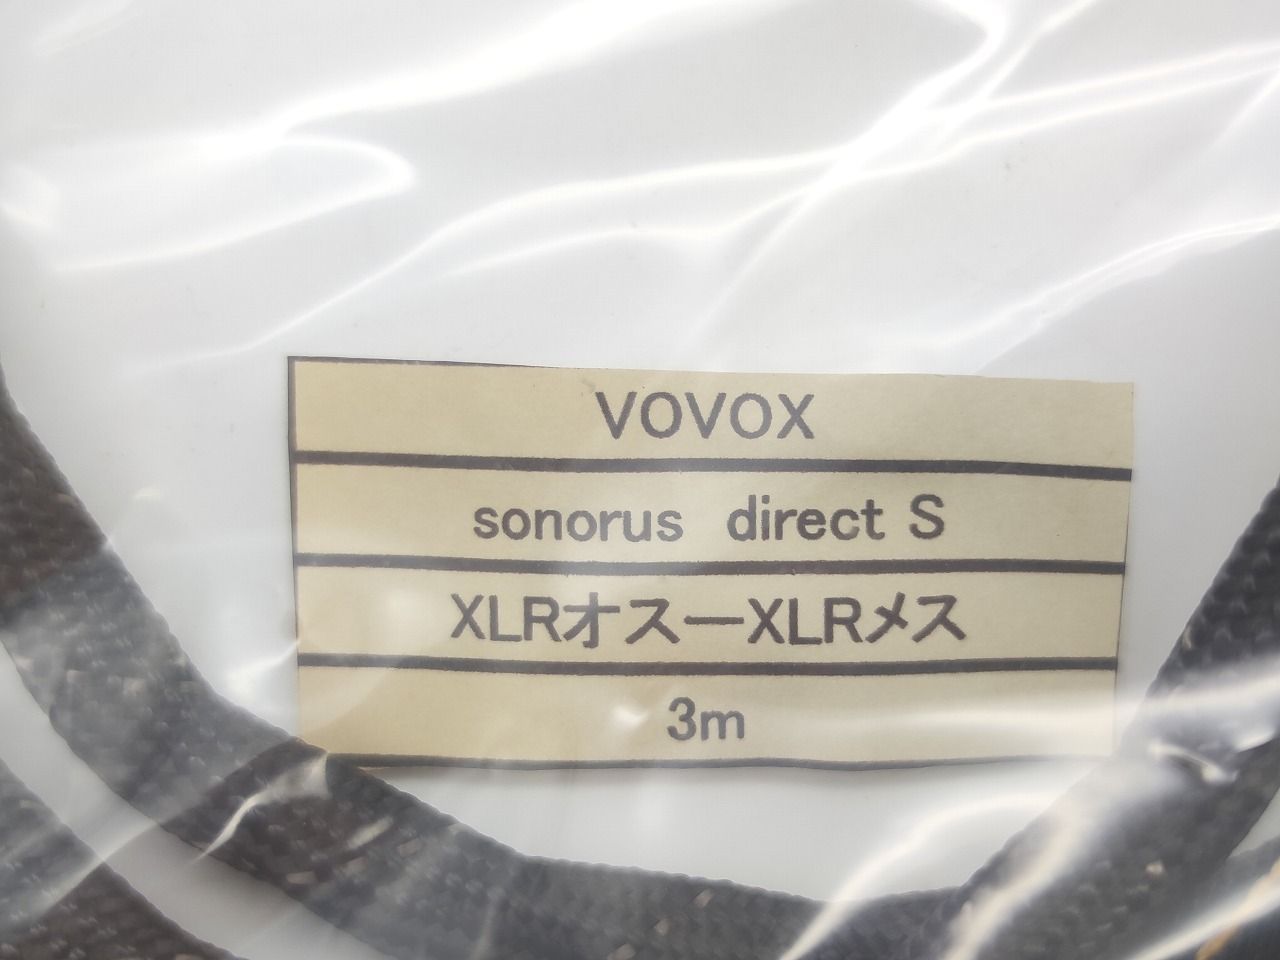 VOVOX
sonorus direct S
XLRオスーXLRメス
3m